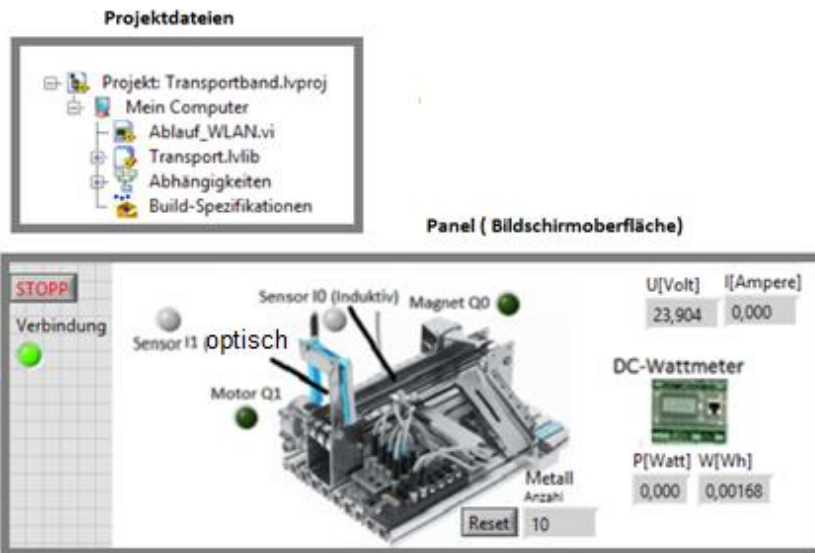 Projektdateien
Projekt: Transportband.lvproj
Mein Computer
Ablauf_WLAN.vi
Transport.lvlib
Abhängigkeiten
Build-Spezifikationen
Panel ( Bildschirmoberfläche)
STOPP
Verbindung
Sensor I0 (Induktiv)
Magnet Q0
Sensor I1 ( optisch
Motor Q1
U[Volt] I[Ampere]
23,904 0,000
DC-Wattmeter
P[Watt] W[Wh]
0,000 0,00168
Metall
Anzahl
Reset 10